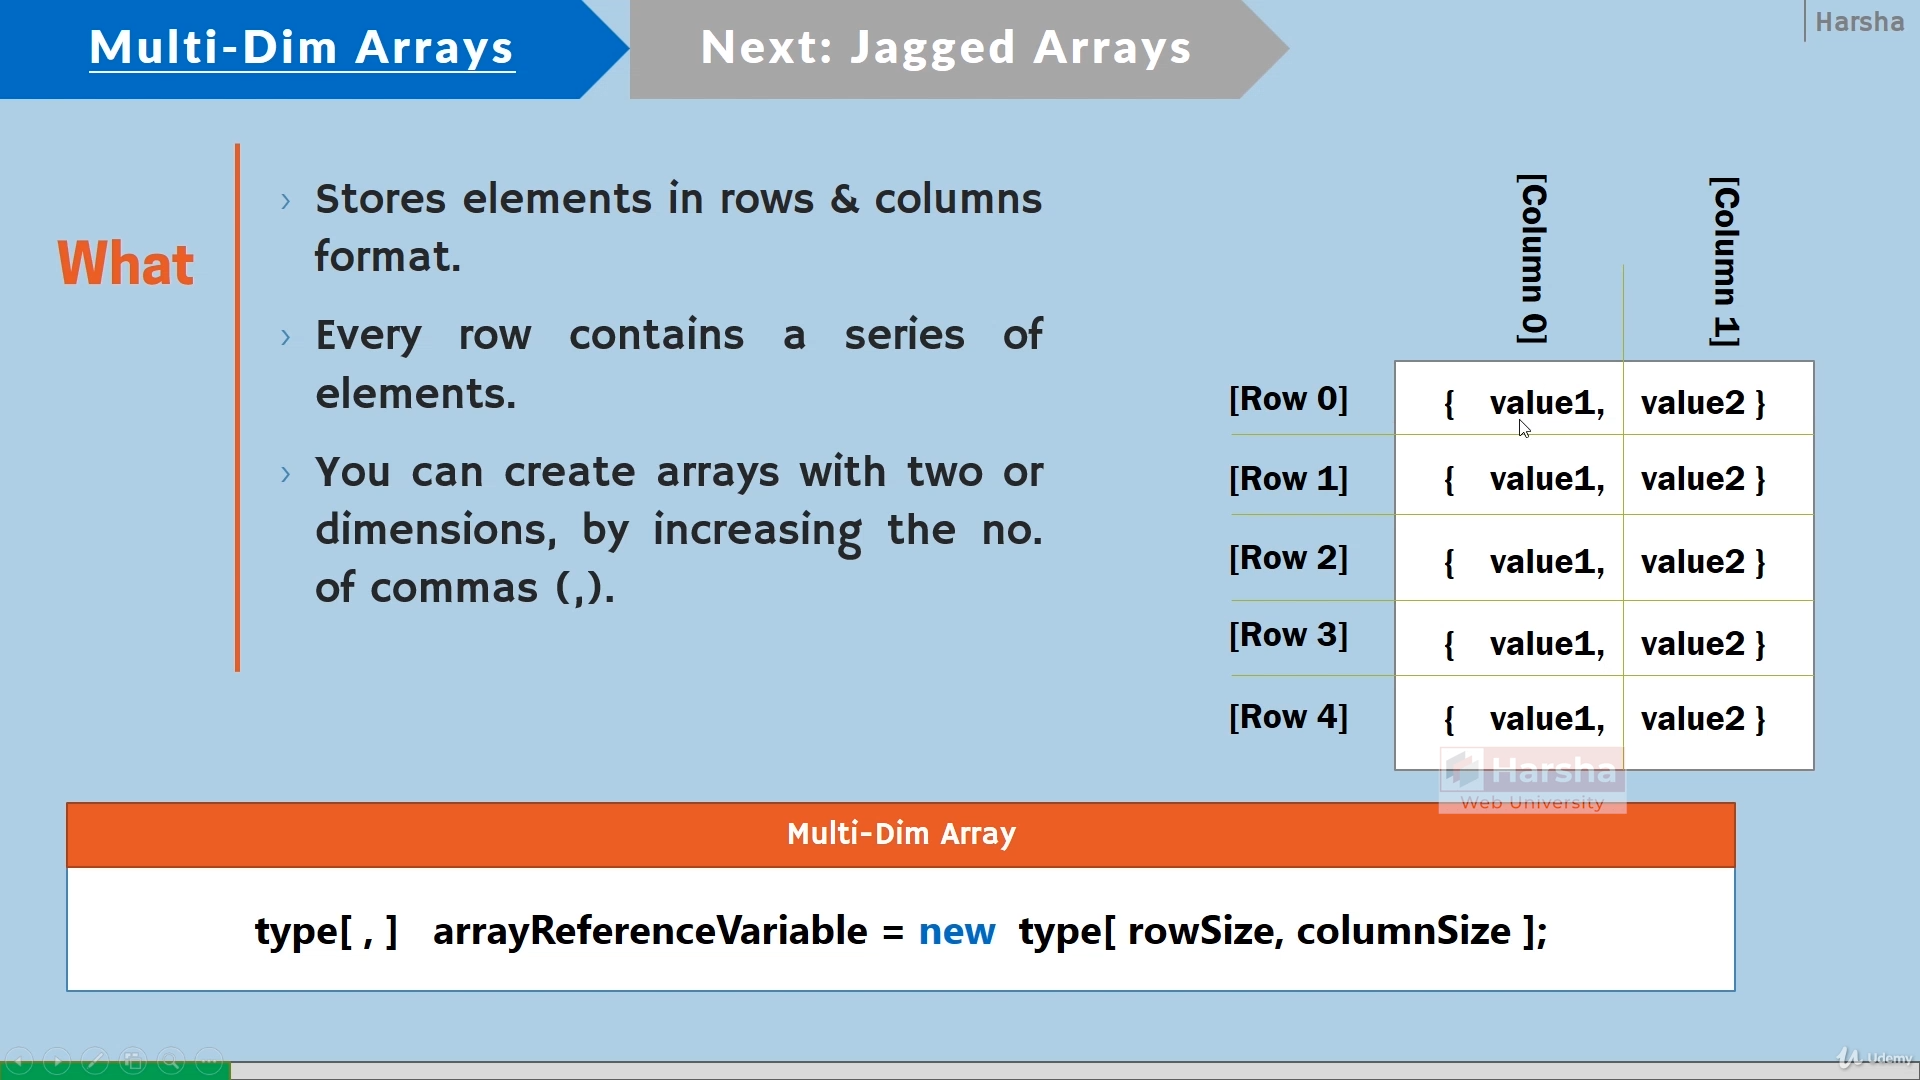 Multi-Dim Arrays
Next: Jagged Arrays
Harsha
What
› Stores elements in rows & columns
format.
› Every row contains a series of
elements.
› You can create arrays with two or
dimensions, by increasing the no.
of commas (,).
[Column 0]
[Column 1]
[Row 0] { value1, value2 }
[Row 1] { value1, value2 }
[Row 2] { value1, value2 }
[Row 3] { value1, value2 }
[Row 4] { value1, value2 }
Harsha
Web University
Multi-Dim Array
type[ , ] arrayReferenceVariable = new type[ rowSize, columnSize ];
Udemy